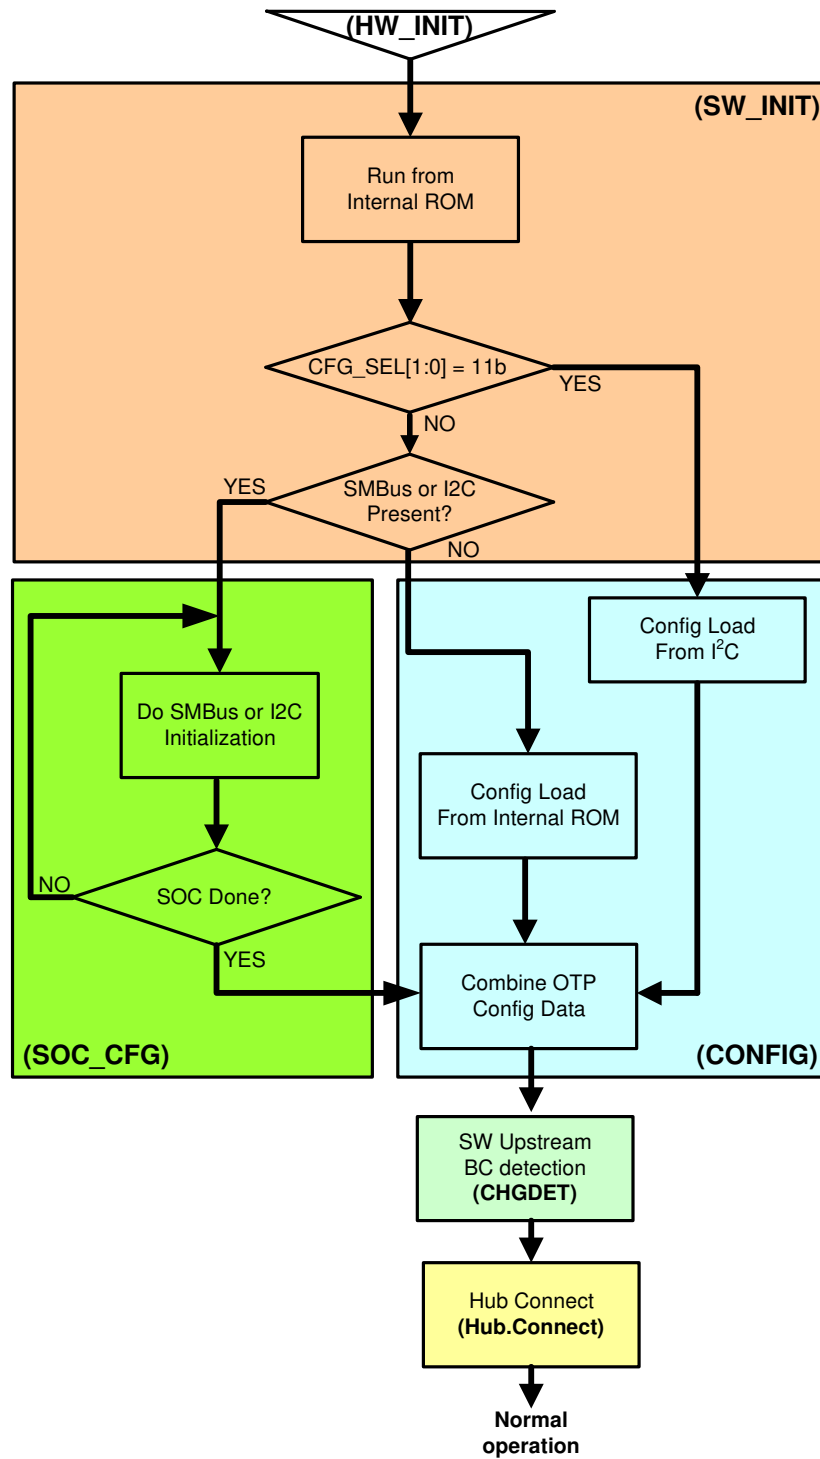 (HW_INIT)
(SW_INIT)
Run from
Internal ROM
CFG_SEL[1:0] = 11b
YES
NO
YES
SMBus or I2C
Present?
NO
Config Load
From I²C
Do SMBus or I2C
Initialization
Config Load
From Internal ROM
NO
SOC Done?
YES
Combine OTP
Config Data
(SOC_CFG)
(CONFIG)
SW Upstream
BC detection
(CHGDET)
Hub Connect
(Hub.Connect)
Normal
operation